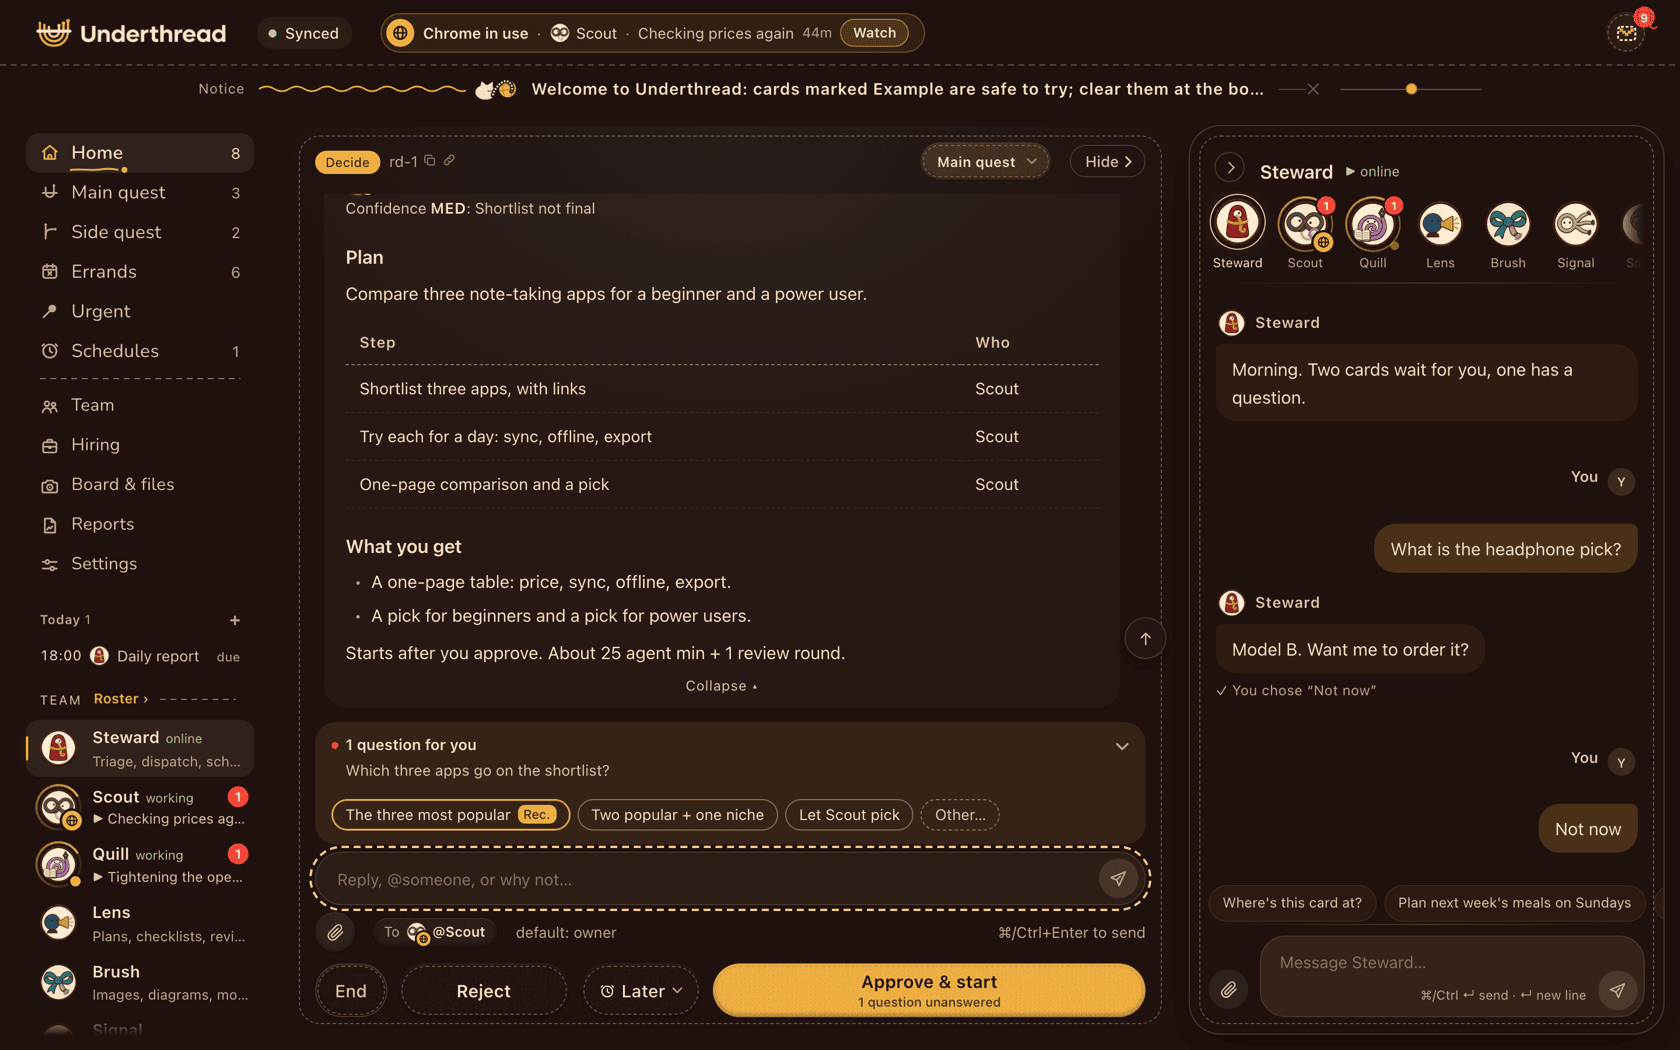 Underthread
Synced
Chrome in use · Scout · Checking prices again 44m Watch
9
Notice
Welcome to Underthread: cards marked Example are safe to try; clear them at the bo...
Home 8
Main quest 3
Side quest 2
Errands 6
Urgent
Schedules 1
Team
Hiring
Board & files
Reports
Settings
Today 1 +
18:00 Daily report due
TEAM Roster ›
Steward online
Triage, dispatch, sch...
Scout working 1
▶ Checking prices ag...
Quill working 1
▶ Tightening the ope...
Lens
Plans, checklists, revi...
Brush
Images, diagrams, mo...
Signal
Decide rd-1
Main quest
Hide
Confidence MED: Shortlist not final
Plan
Compare three note-taking apps for a beginner and a power user.
Step Who
Shortlist three apps, with links Scout
Try each for a day: sync, offline, export Scout
One-page comparison and a pick Scout
What you get
• A one-page table: price, sync, offline, export.
• A pick for beginners and a pick for power users.
Starts after you approve. About 25 agent min + 1 review round.
Collapse
1 question for you
Which three apps go on the shortlist?
The three most popular Rec.
Two popular + one niche
Let Scout pick
Other...
Reply, @someone, or why not...
To @Scout default: owner ⌘/Ctrl+Enter to send
End
Reject
Later
Approve & start
1 question unanswered
Steward ▶ online
1 1
Steward Scout Quill Lens Brush Signal
Steward
Morning. Two cards wait for you, one has a
question.
You Y
What is the headphone pick?
Steward
Model B. Want me to order it?
✓ You chose “Not now”
You Y
Not now
Where's this card at?
Plan next week's meals on Sundays
Message Steward...
⌘/Ctrl ↵ send · ↵ new line